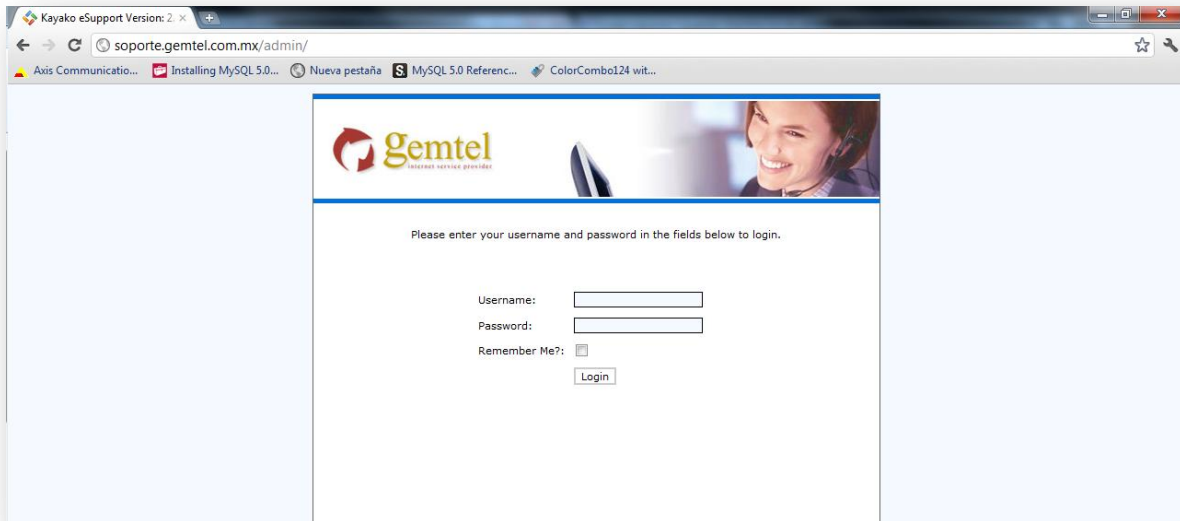 Kayako eSupport Version: 2.
soporte.gemtel.com.mx/admin/
Axis Communicatio... Installing MySQL 5.0... Nueva pestaña MySQL 5.0 Referenc... ColorCombo124 wit...
gemtel
internet service provider
Please enter your username and password in the fields below to login.
Username:
Password:
Remember Me?:
Login